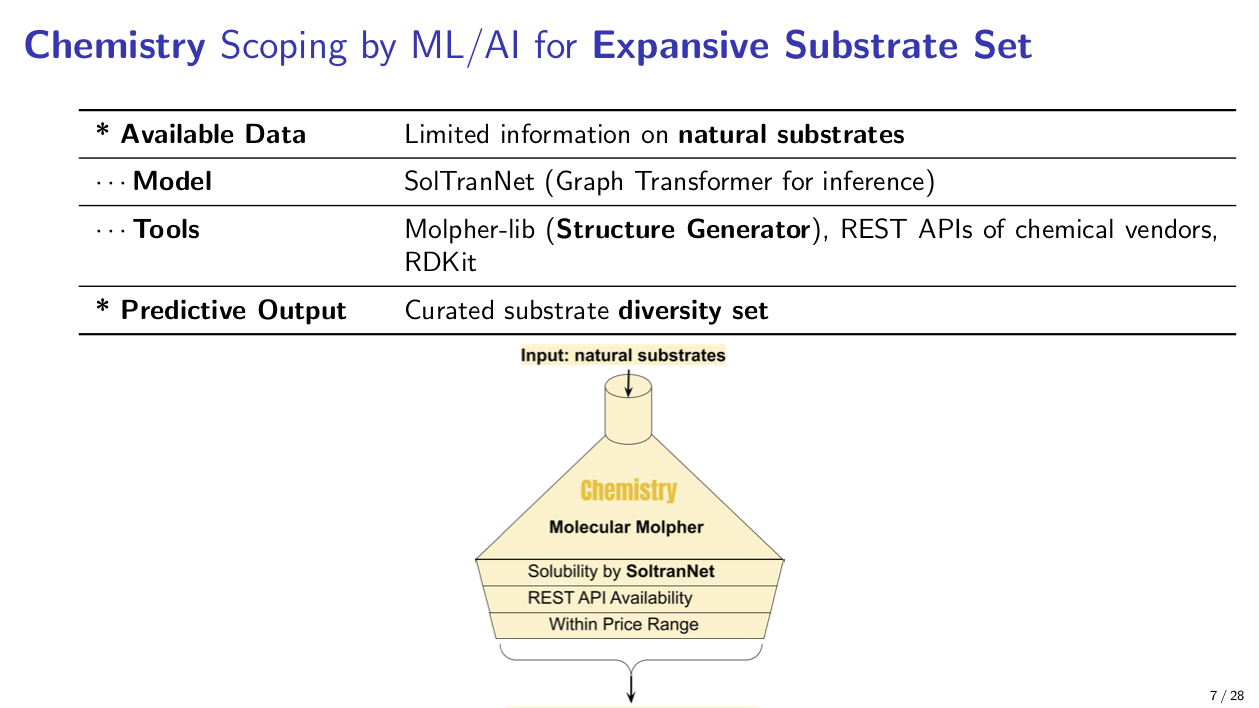 Chemistry Scoping by ML/AI for Expansive Substrate Set
* Available Data Limited information on natural substrates
··· Model SolTranNet (Graph Transformer for inference)
··· Tools Molpher-lib (Structure Generator), REST APIs of chemical vendors,
RDKit
* Predictive Output Curated substrate diversity set
Input: natural substrates
Chemistry
Molecular Molpher
Solubility by SoltranNet
REST API Availability
Within Price Range
7 / 28